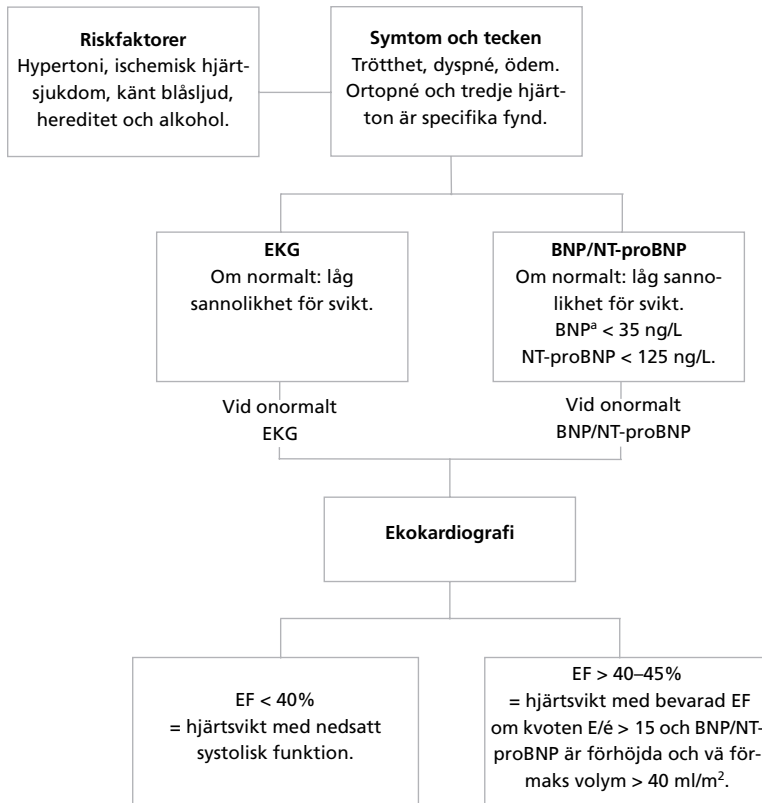 Riskfaktorer
Hypertoni, ischemisk hjärt-
sjukdom, känt blåsljud,
hereditet och alkohol.
Symtom och tecken
Trötthet, dyspné, ödem.
Ortopné och tredje hjärt-
ton är specifika fynd.
EKG
Om normalt: låg
sannolikhet för svikt.
BNP/NT-proBNP
Om normalt: låg sanno-
likhet för svikt.
BNPᵃ < 35 ng/L
NT-proBNP < 125 ng/L.
Vid onormalt
EKG
Vid onormalt
BNP/NT-proBNP
Ekokardiografi
EF < 40%
= hjärtsvikt med nedsatt
systolisk funktion.
EF > 40–45%
= hjärtsvikt med bevarad EF
om kvoten E/é > 15 och BNP/NT-
proBNP är förhöjda och vä för-
maks volym > 40 ml/m².